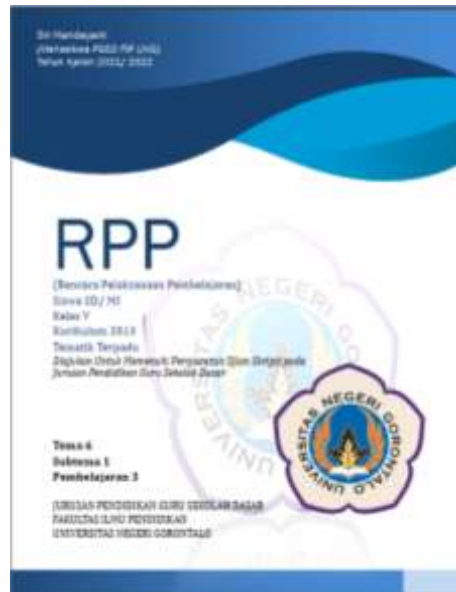 Sri Handayani
(Mahasiswa PGSD FIP UNG)
Tahun Ajaran 2021/ 2022
RPP
(Rencana Pelaksanaan Pembelajaran)
Siswa SD/ MI
Kelas V
Kurikulum 2013
Tematik Terpadu
Diajukan Untuk Memenuhi Persyaratan Ujian Skripsi pada
Jurusan Pendidikan Guru Sekolah Dasar
Tema 6
Subtema 1
Pembelajaran 3
JURUSAN PENDIDIKAN GURU SEKOLAH DASAR
FAKULTAS ILMU PENDIDIKAN
UNIVERSITAS NEGERI GORONTALO
UNIVERSITAS NEGERI GORONTALO